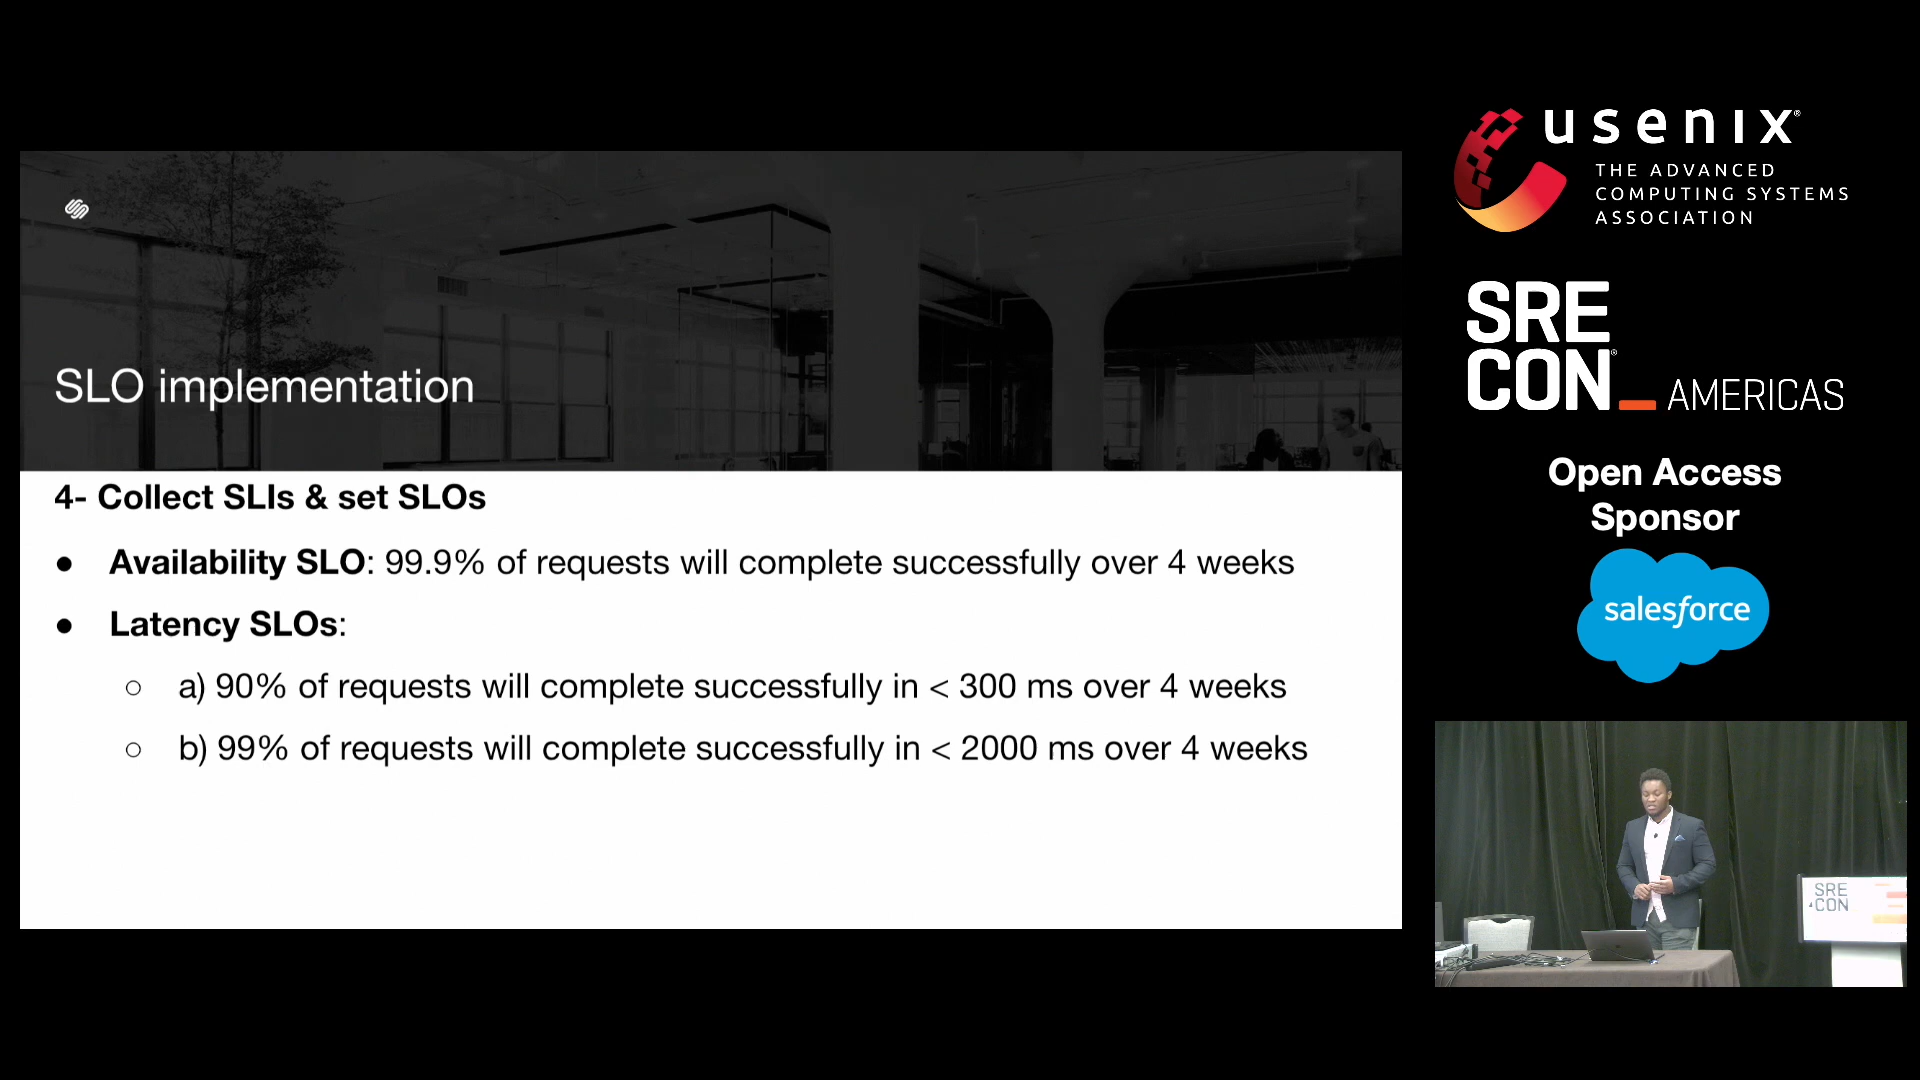 SLO implementation
4- Collect SLIs & set SLOs
● Availability SLO: 99.9% of requests will complete successfully over 4 weeks
● Latency SLOs:
○ a) 90% of requests will complete successfully in < 300 ms over 4 weeks
○ b) 99% of requests will complete successfully in < 2000 ms over 4 weeks
usenix®
THE ADVANCED
COMPUTING SYSTEMS
ASSOCIATION
SRE
CON®_AMERICAS
Open Access
Sponsor
salesforce
SRE
CON